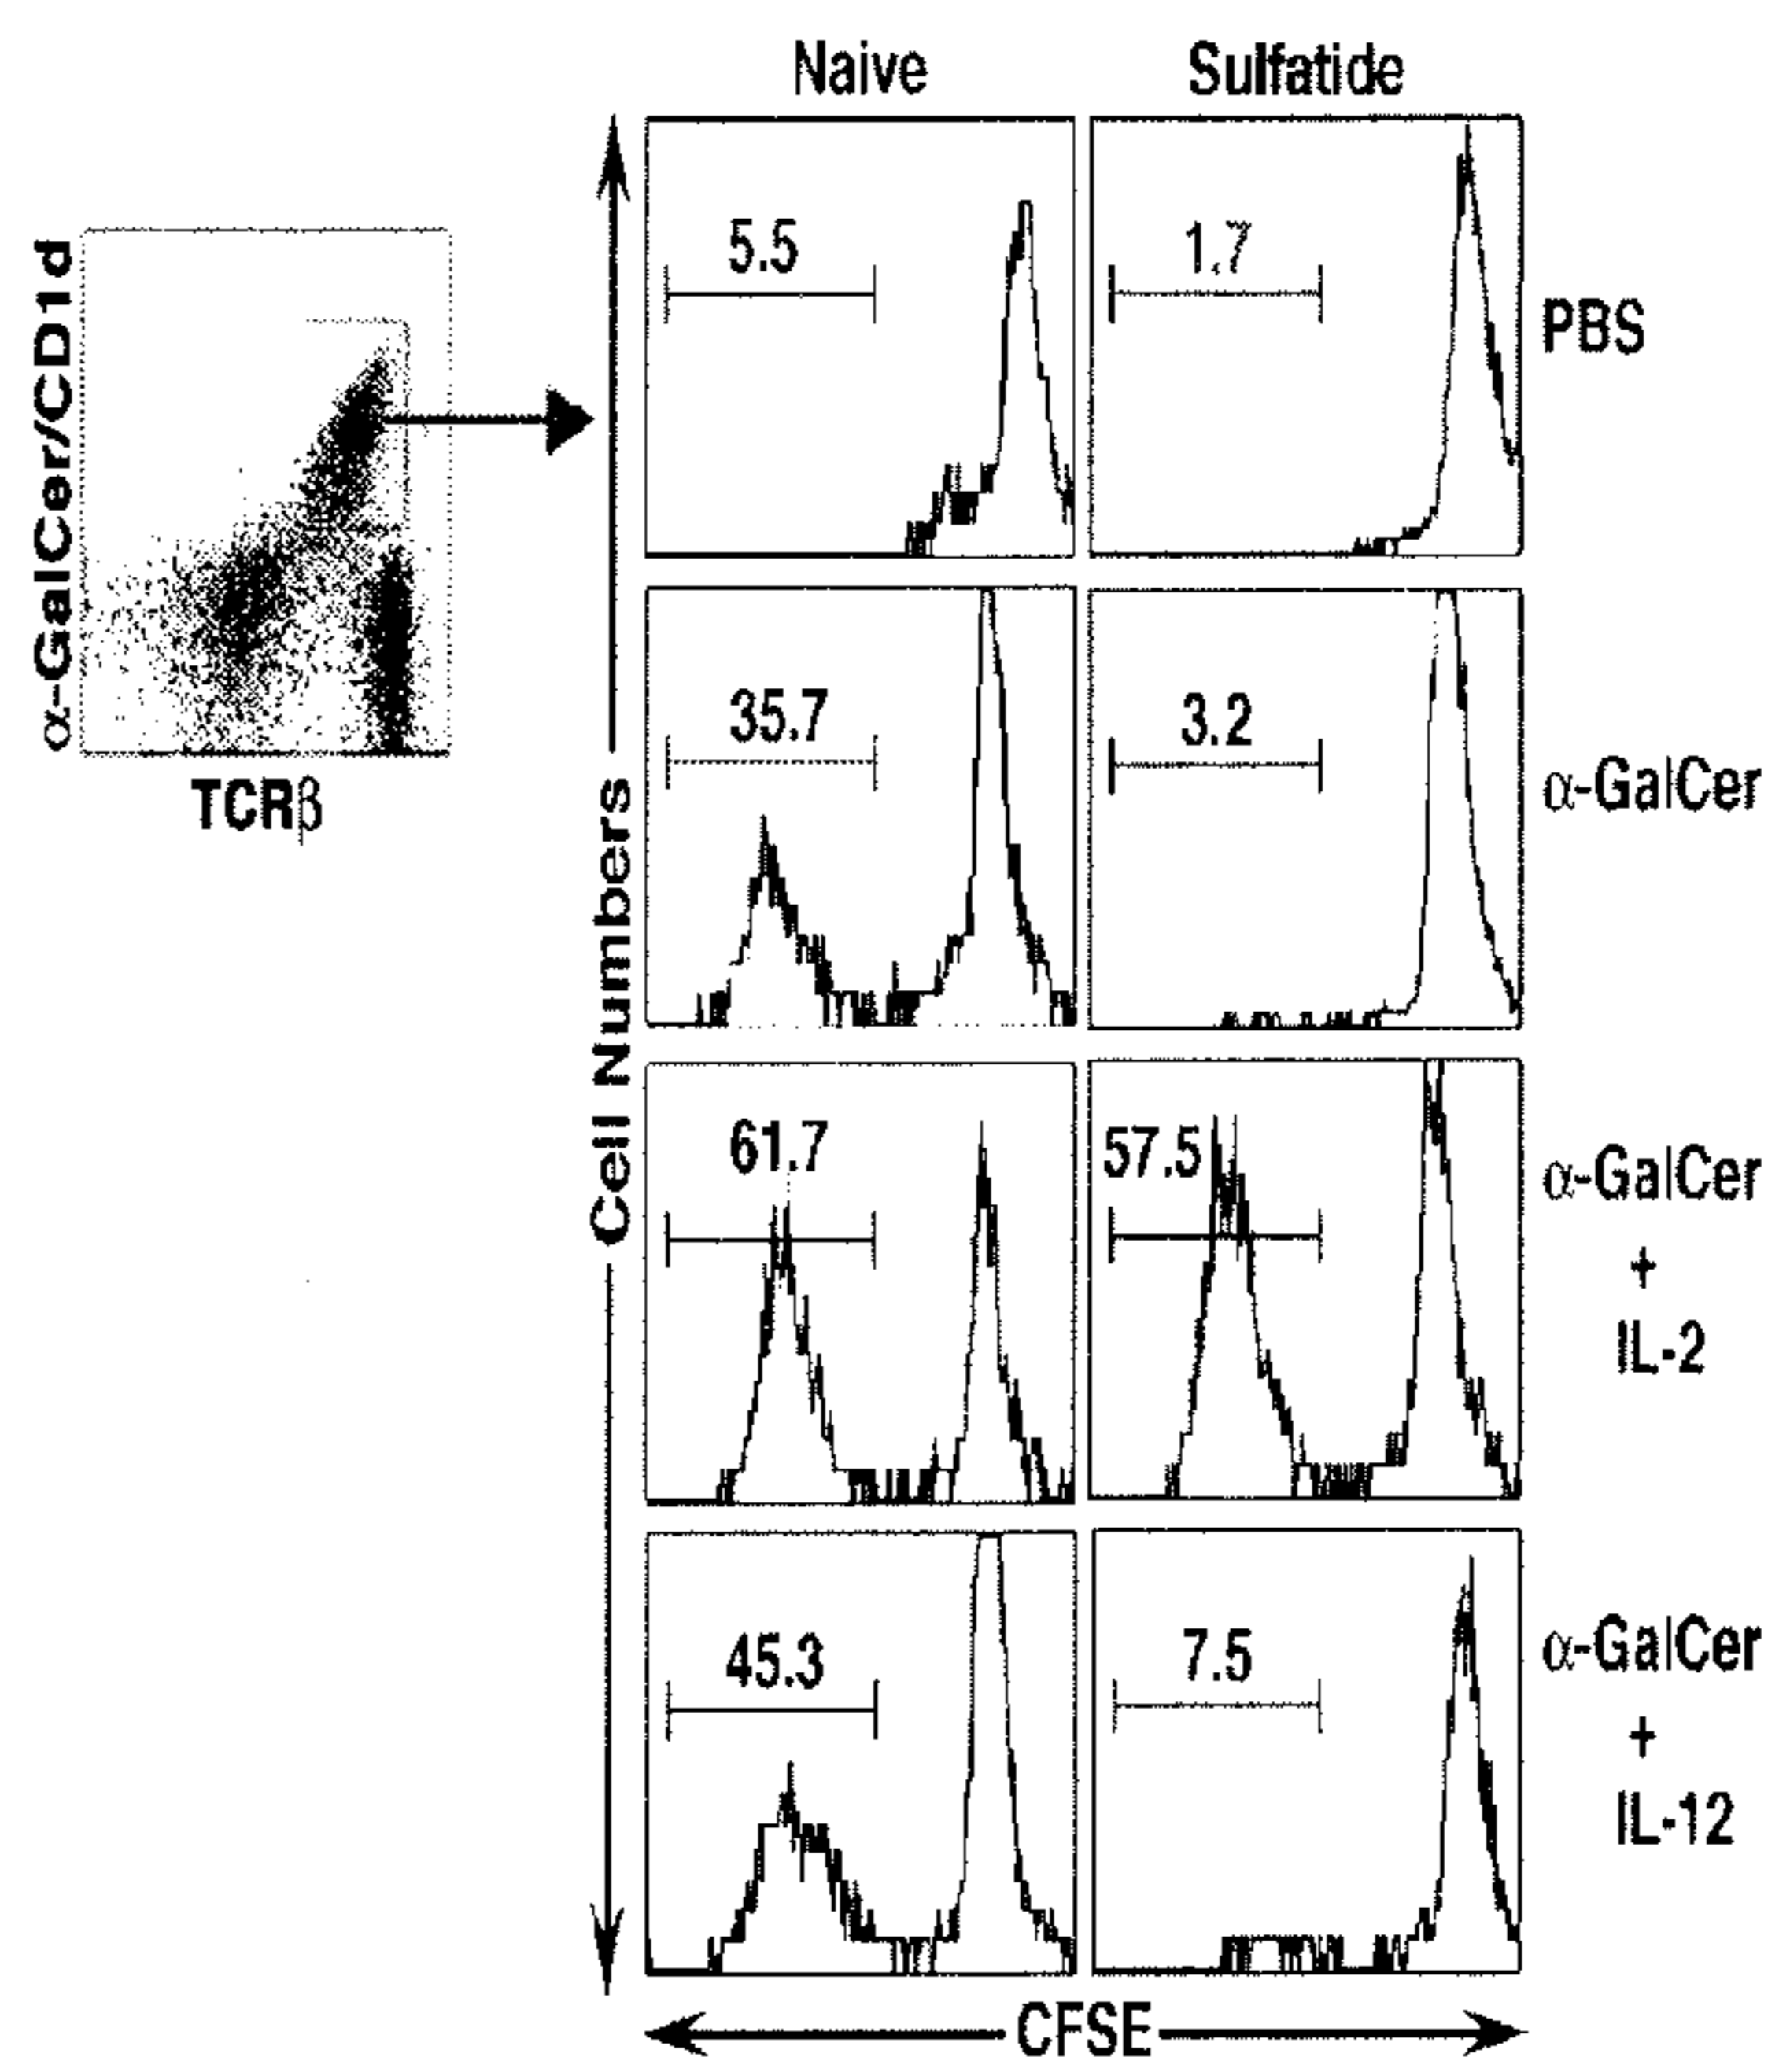 Naive
Sulfatide
α-GalCer/CD1d
TCRβ
Cell Numbers
5.5
1.7
PBS
35.7
3.2
α-GalCer
61.7
57.5
α-GalCer
+
IL-2
45.3
7.5
α-GalCer
+
IL-12
CFSE